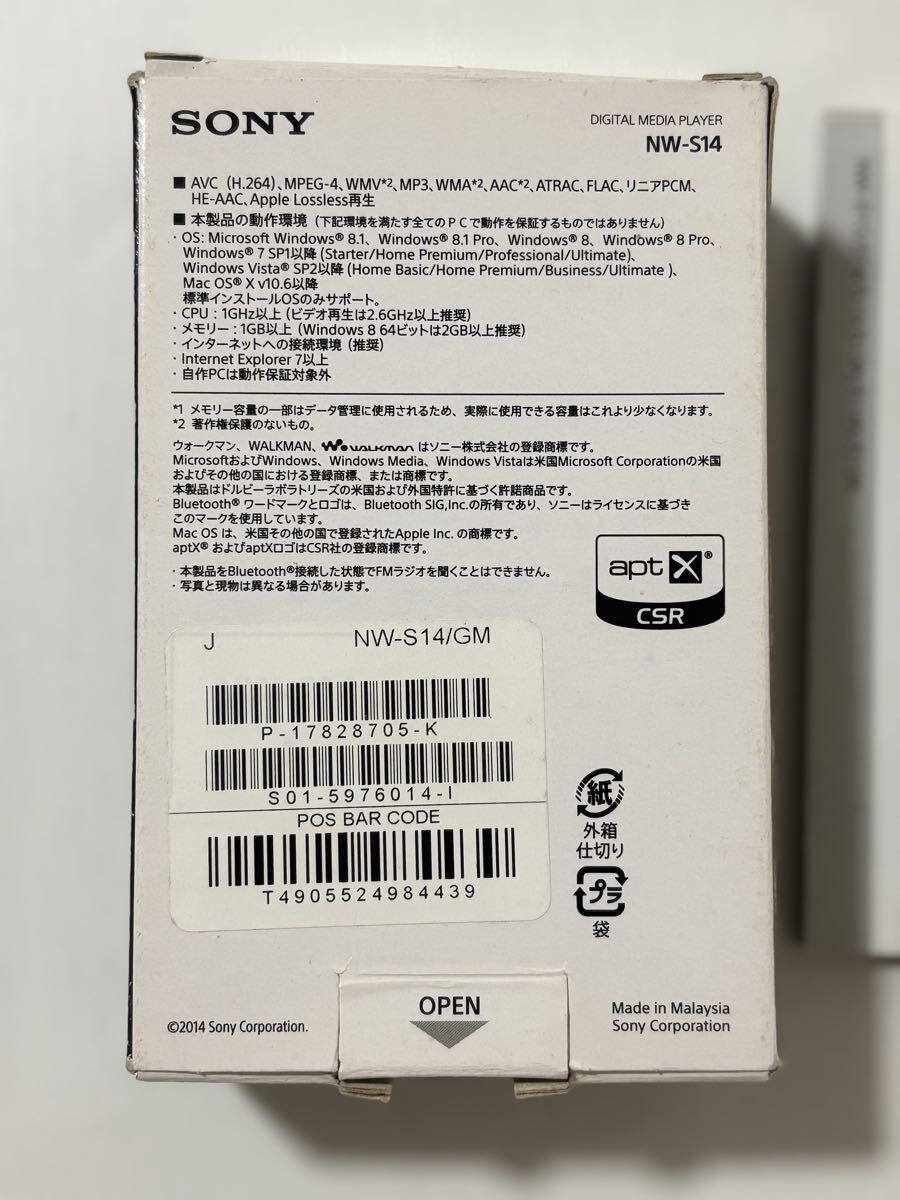 SONY
DIGITAL MEDIA PLAYER
NW-S14
■ AVC (H.264)、MPEG-4、WMV*2、MP3、WMA*2、AAC*2、ATRAC、FLAC、リニアPCM、
HE-AAC、Apple Lossless再生
■ 本製品の動作環境（下記環境を満たす全てのＰＣで動作を保証するものではありません）
・OS: Microsoft Windows® 8.1、Windows® 8.1 Pro、Windows® 8、Windows® 8 Pro、
Windows® 7 SP1以降 (Starter/Home Premium/Professional/Ultimate)、
Windows Vista® SP2以降 (Home Basic/Home Premium/Business/Ultimate )、
Mac OS® X v10.6以降
標準インストールOSのみサポート。
・CPU : 1GHz以上 (ビデオ再生は2.6GHz以上推奨)
・メモリー : 1GB以上 (Windows 8 64ビットは2GB以上推奨)
・インターネットへの接続環境 (推奨)
・Internet Explorer 7以上
・自作PCは動作保証対象外
*1 メモリー容量の一部はデータ管理に使用されるため、実際に使用できる容量はこれより少なくなります。
*2 著作権保護のないもの。
ウォークマン、WALKMAN、W. WALKMAN はソニー株式会社の登録商標です。
MicrosoftおよびWindows、Windows Media、Windows Vistaは米国Microsoft Corporationの米国
およびその他の国における登録商標、または商標です。
本製品はドルビーラボラトリーズの米国および外国特許に基づく許諾商品です。
Bluetooth® ワードマークとロゴは、Bluetooth SIG,Inc.の所有であり、ソニーはライセンスに基づき
このマークを使用しています。
Mac OS は、米国その他の国で登録されたApple Inc. の商標です。
aptX® およびaptXロゴはCSR社の登録商標です。
・本製品をBluetooth®接続した状態でFMラジオを聞くことはできません。
・写真と現物は異なる場合があります。
aptX®
CSR
J NW-S14/GM
P-17828705-K
S01-5976014-I
POS BAR CODE
T4905524984439
紙
外箱
仕切り
プラ
袋
OPEN
©2014 Sony Corporation.
Made in Malaysia
Sony Corporation